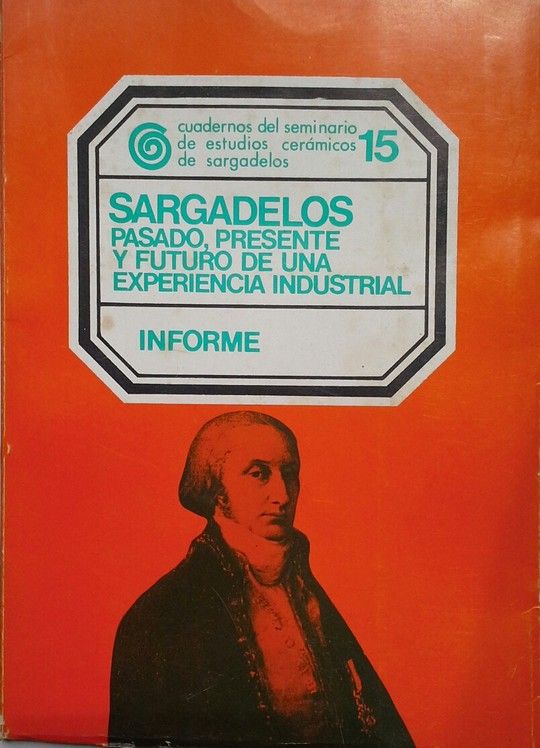 cuadernos del seminario
de estudios cerámicos 15
de sargadelos
SARGADELOS
PASADO, PRESENTE
Y FUTURO DE UNA
EXPERIENCIA INDUSTRIAL
INFORME